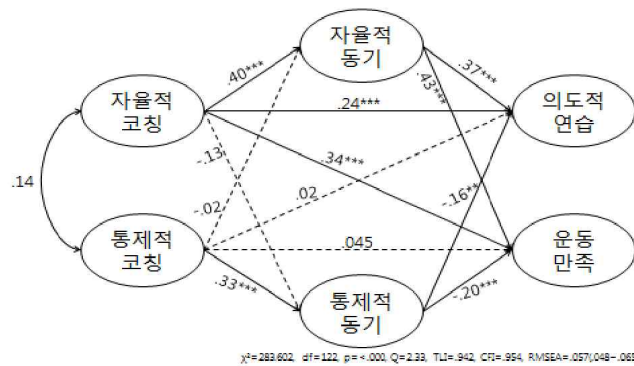 자율적
동기
.40***
.37***
.43***
자율적
코칭
.24***
의도적
연습
-.13
.34***
.14
-.02
.02
-.16**
통제적
코칭
.045
운동
만족
.33***
통제적
동기
-.20***
χ²=283.602, df=122, p=<.000, Q=2.33, TLI=.942, CFI=.954, RMSEA=.057(.048-.065